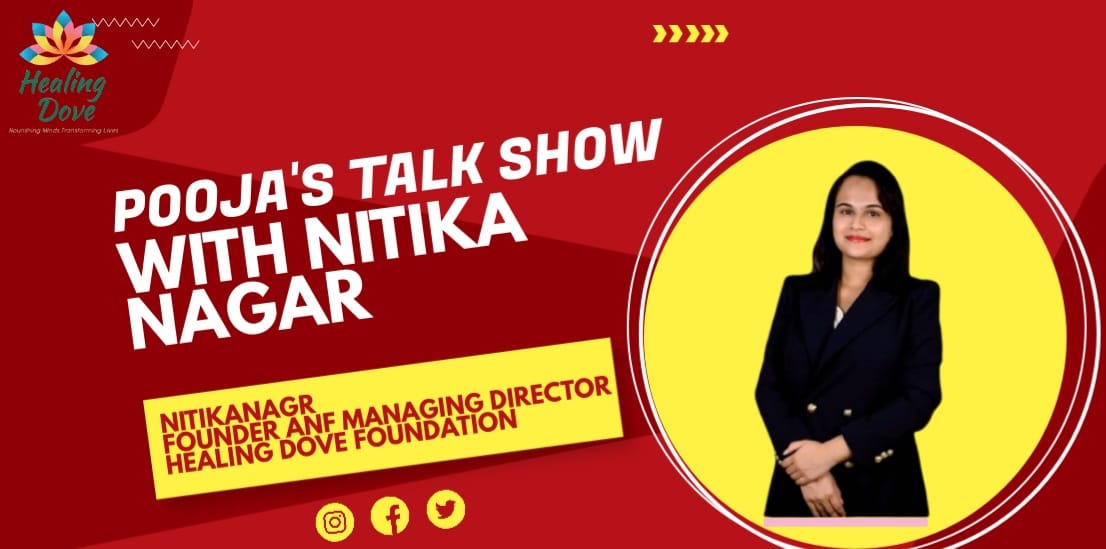 Healing
Dove
Nourishing Minds Transforming Lives
POOJA'S TALK SHOW
WITH NITIKA
NAGAR
NITIKANAGR
FOUNDER ANF MANAGING DIRECTOR
HEALING DOVE FOUNDATION